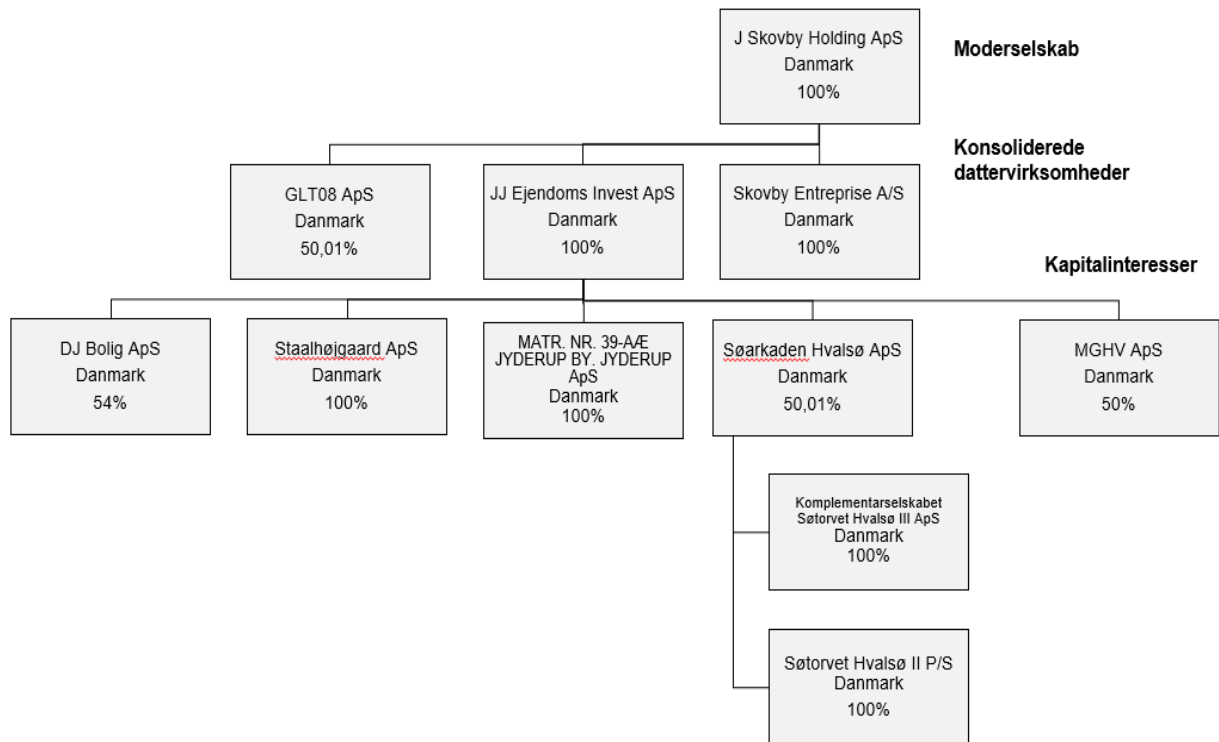 J Skovby Holding ApS
Danmark
100%
Moderselskab
Konsoliderede
dattervirksomheder
GLT08 ApS
Danmark
50,01%
JJ Ejendoms Invest ApS
Danmark
100%
Skovby Entreprise A/S
Danmark
100%
Kapitalinteresser
DJ Bolig ApS
Danmark
54%
Staalhøjgaard ApS
Danmark
100%
MATR. NR. 39-AÆ
JYDERUP BY. JYDERUP
ApS
Danmark
100%
Søarkaden Hvalsø ApS
Danmark
50,01%
MGHV ApS
Danmark
50%
Komplementarselskabet
Søtorvet Hvalsø III ApS
Danmark
100%
Søtorvet Hvalsø II P/S
Danmark
100%